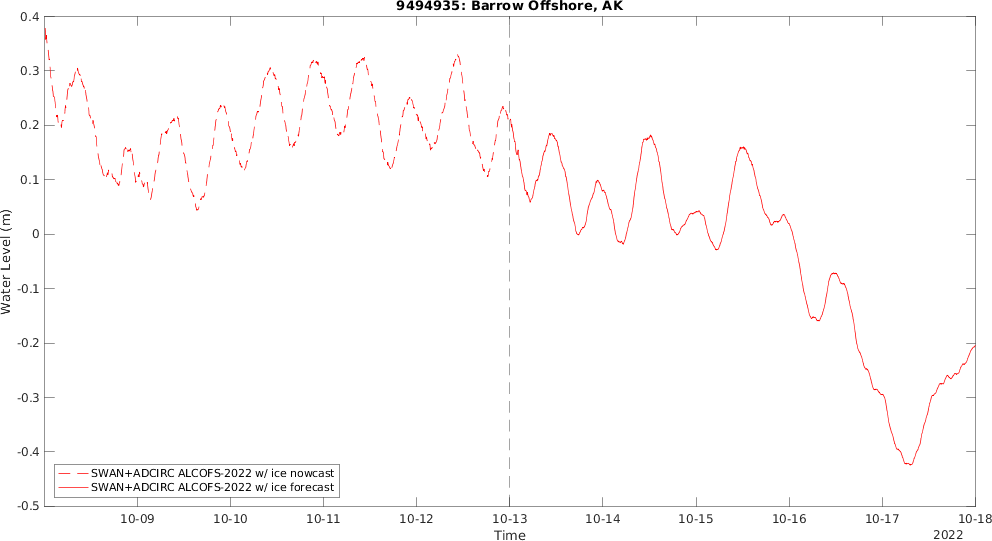 9494935: Barrow Offshore, AK
0.4
0.3
0.2
0.1
0
-0.1
-0.2
-0.3
-0.4
-0.5
Water Level (m)
SWAN+ADCIRC ALCOFS-2022 w/ ice nowcast
SWAN+ADCIRC ALCOFS-2022 w/ ice forecast
10-09 10-10 10-11 10-12 10-13 10-14 10-15 10-16 10-17 10-18
Time
2022